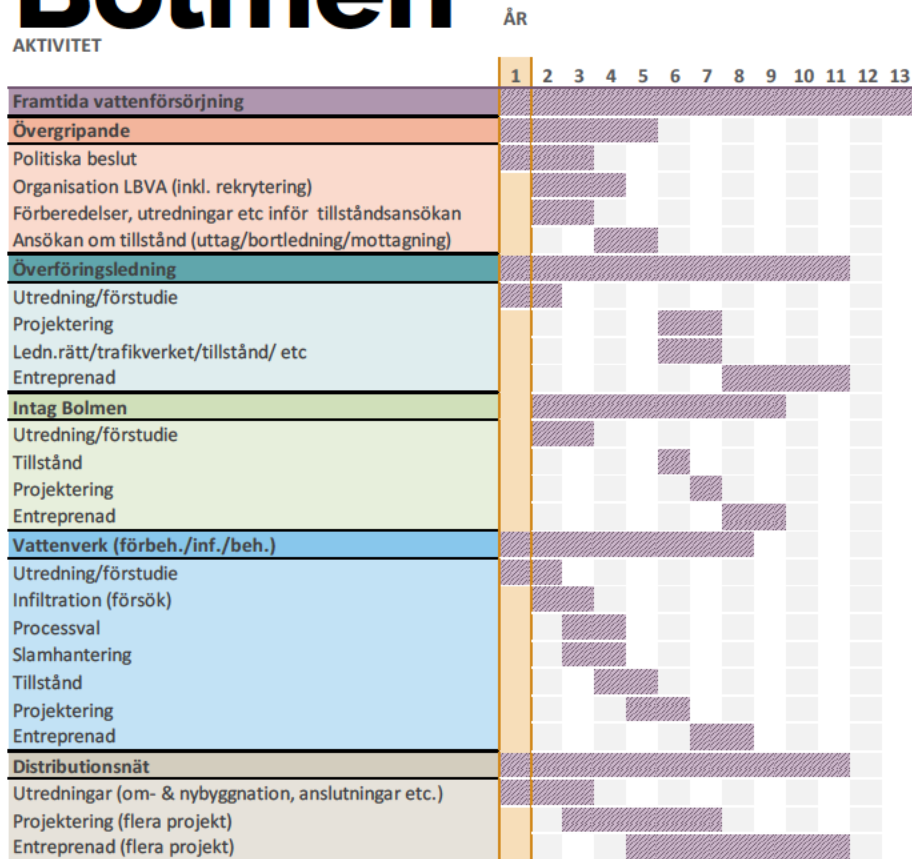 Bolmen
ÅR
AKTIVITET
1 2 3 4 5 6 7 8 9 10 11 12 13
Framtida vattenförsörjning
Övergripande
Politiska beslut
Organisation LBVA (inkl. rekrytering)
Förberedelser, utredningar etc inför tillståndsansökan
Ansökan om tillstånd (uttag/bortledning/mottagning)
Överföringsledning
Utredning/förstudie
Projektering
Ledn.rätt/trafikverket/tillstånd/ etc
Entreprenad
Intag Bolmen
Utredning/förstudie
Tillstånd
Projektering
Entreprenad
Vattenverk (förbeh./inf./beh.)
Utredning/förstudie
Infiltration (försök)
Processval
Slamhantering
Tillstånd
Projektering
Entreprenad
Distributionsnät
Utredningar (om- & nybyggnation, anslutningar etc.)
Projektering (flera projekt)
Entreprenad (flera projekt)